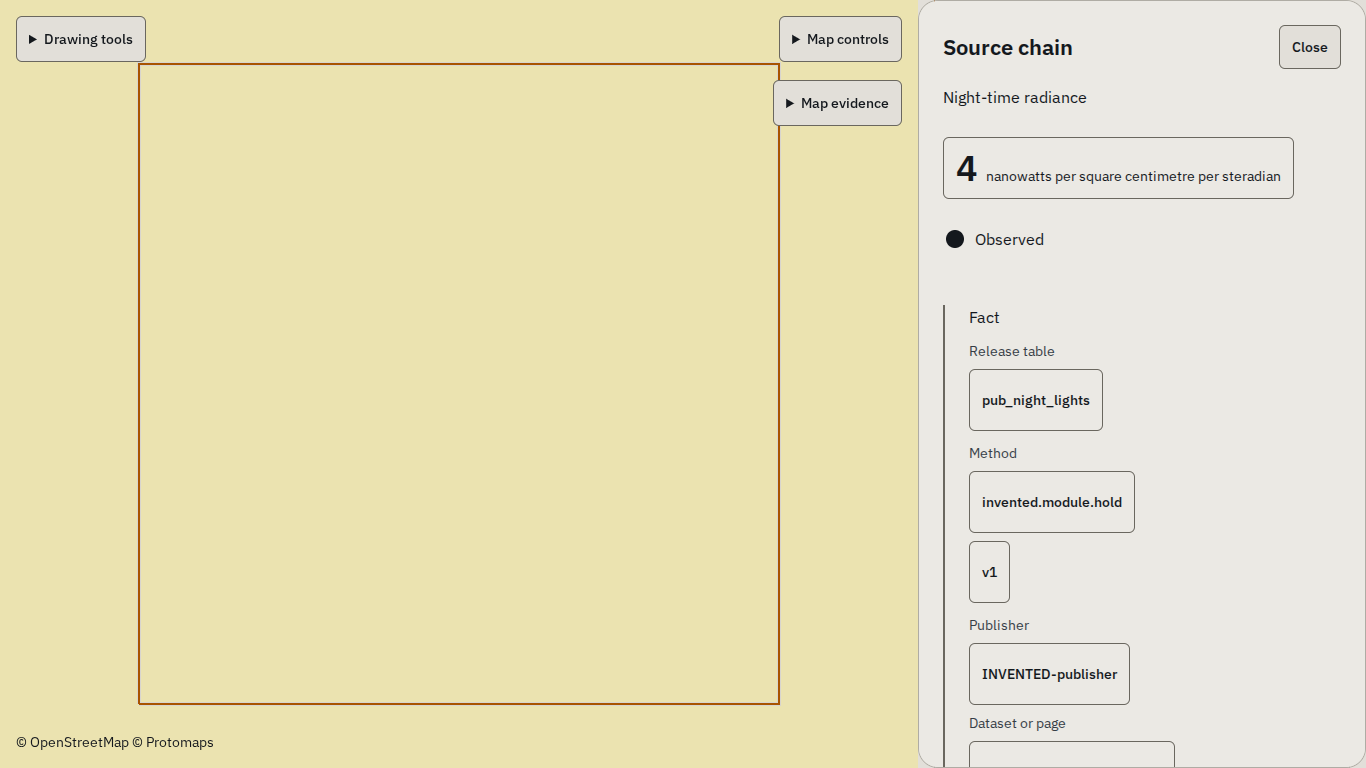 Drawing tools
Map controls
Map evidence
© OpenStreetMap © Protomaps
Source chain
Close
Night-time radiance
4 nanowatts per square centimetre per steradian
Observed
Fact
Release table
pub_night_lights
Method
invented.module.hold
v1
Publisher
INVENTED-publisher
Dataset or page